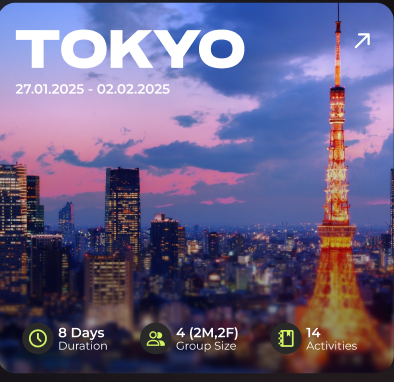 TOKYO
27.01.2025 - 02.02.2025
8 Days
Duration
4 (2M,2F)
Group Size
14
Activities